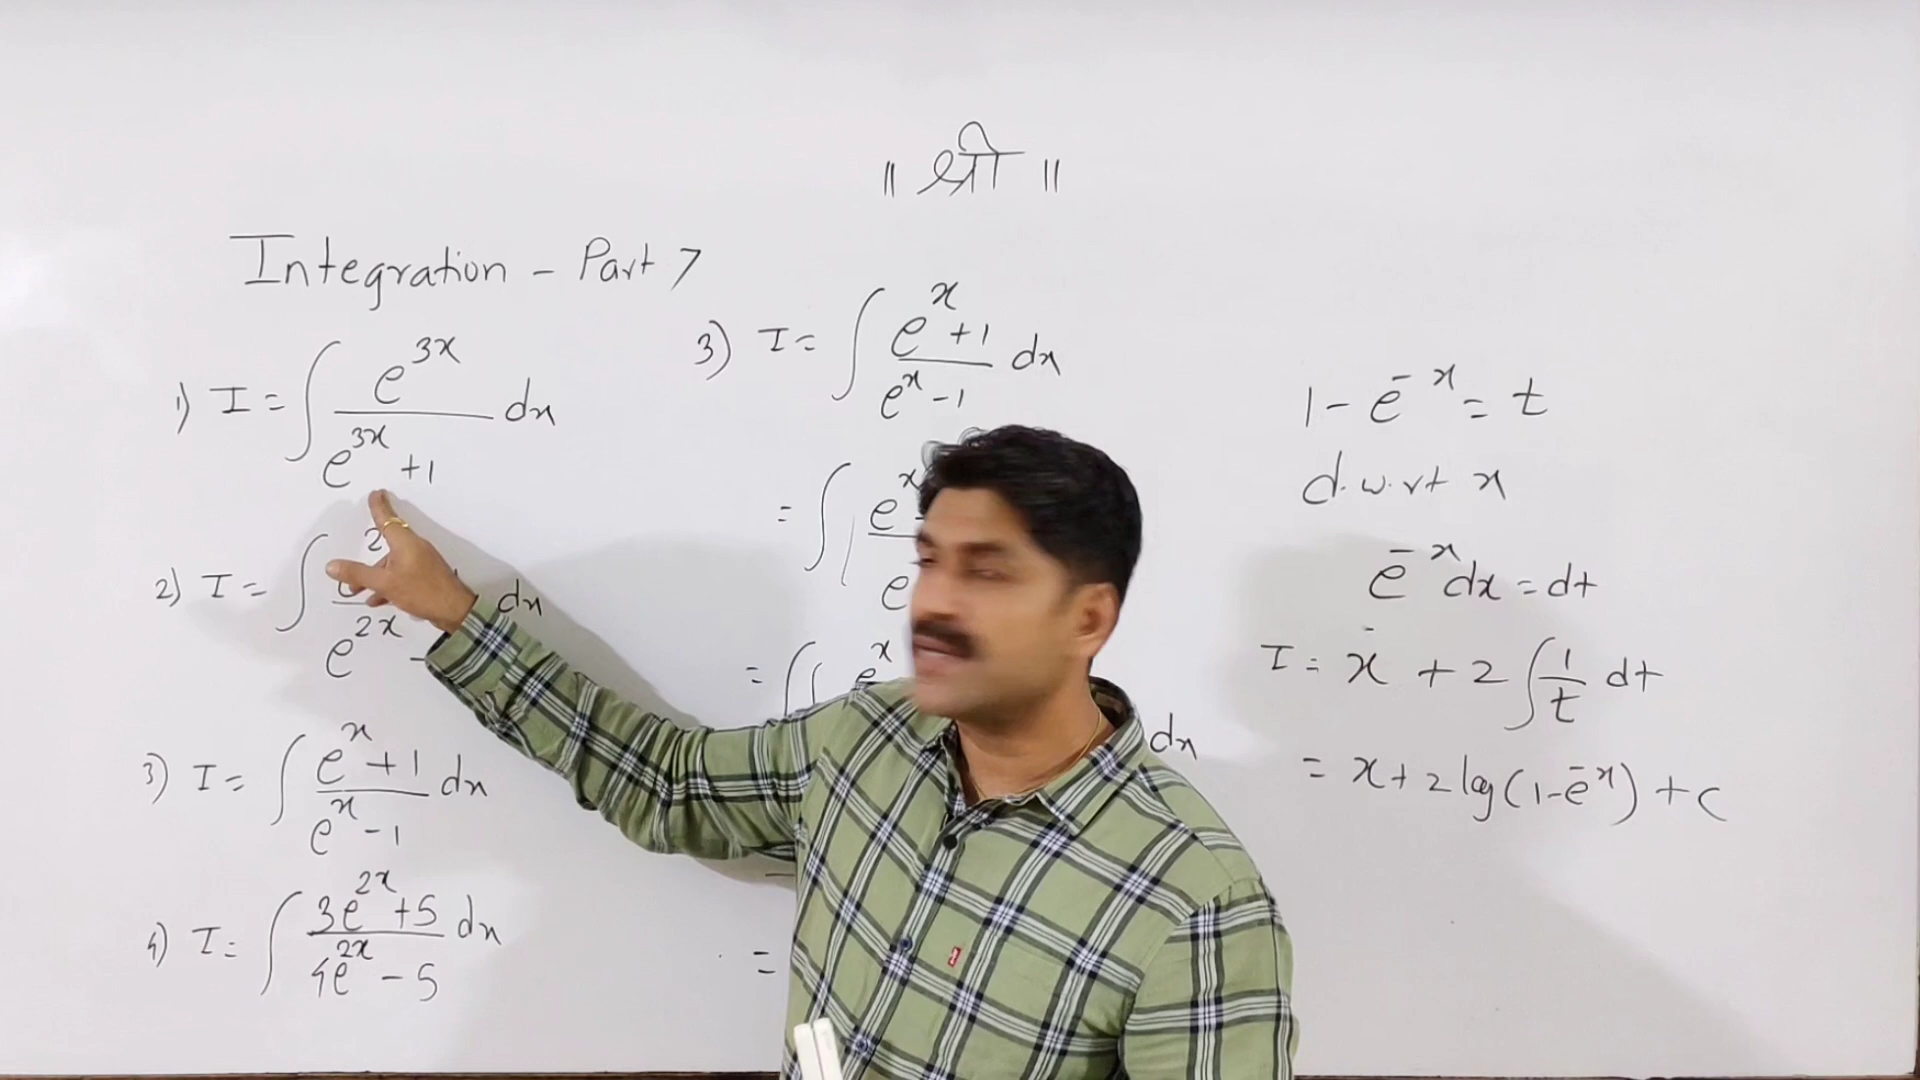 ॥ श्री ॥
Integration - Part 7
1) I = ∫ e^{3x} / (e^{3x} + 1) dx
2) I = ∫ / e^{2x} - dx
3) I = ∫ (e^x + 1) / (e^x - 1) dx
4) I = ∫ (3e^{2x} + 5) / (4e^{2x} - 5) dx
3) I = ∫ (e^x + 1) / (e^x - 1) dx
= ∫ e^x / e
= ∫ e^x
dx
=
1 - e^{-x} = t
d.w.rt x
e^{-x} dx = dt
I = x + 2 ∫ 1/t dt
= x + 2 log(1 - e^{-x}) + c